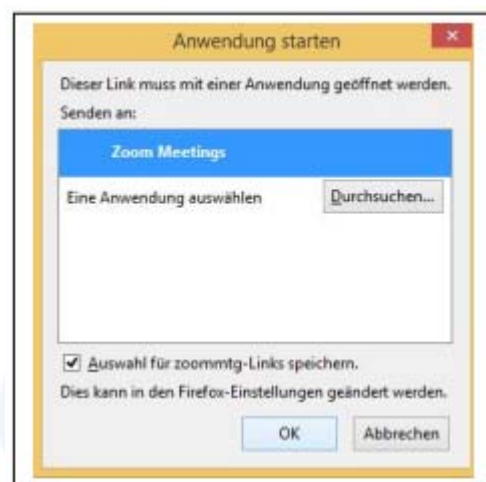 Anwendung starten
Dieser Link muss mit einer Anwendung geöffnet werden.
Senden an:
Zoom Meetings
Eine Anwendung auswählen
Durchsuchen...
Auswahl für zoommtg-Links speichern.
Dies kann in den Firefox-Einstellungen geändert werden.
OK
Abbrechen